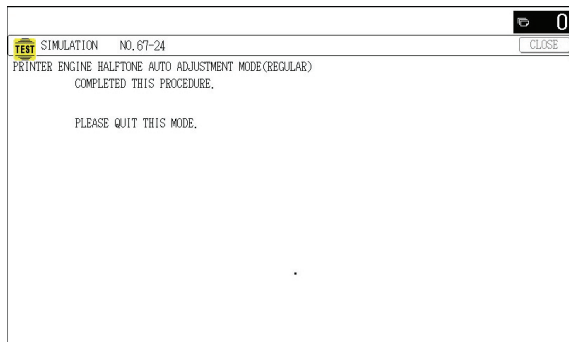 0
TEST SIMULATION NO.67-24 CLOSE
PRINTER ENGINE HALFTONE AUTO ADJUSTMENT MODE(REGULAR)
COMPLETED THIS PROCEDURE.
PLEASE QUIT THIS MODE.